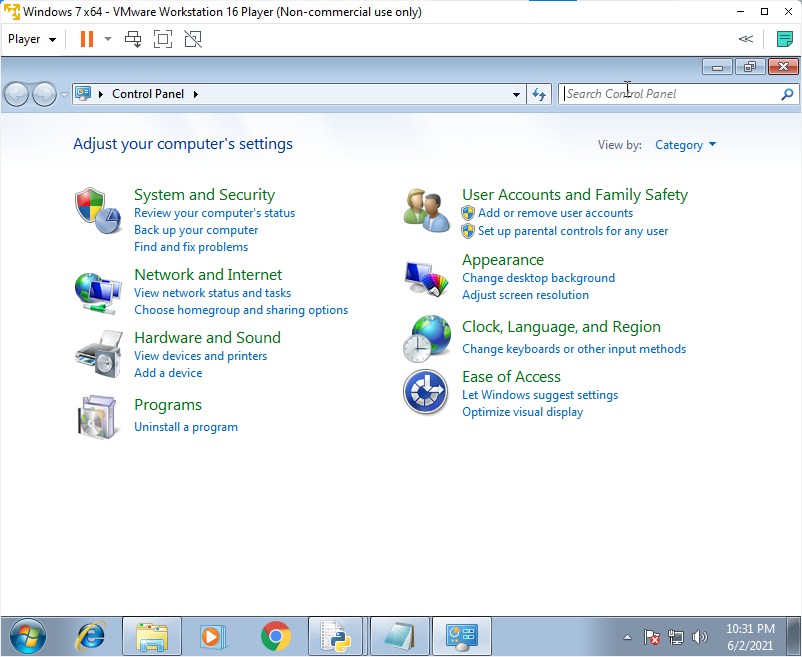 Windows 7 x64 - VMware Workstation 16 Player (Non-commercial use only)
Player
Control Panel
Search Control Panel
Adjust your computer's settings
View by: Category
System and Security
Review your computer's status
Back up your computer
Find and fix problems
Network and Internet
View network status and tasks
Choose homegroup and sharing options
Hardware and Sound
View devices and printers
Add a device
Programs
Uninstall a program
User Accounts and Family Safety
Add or remove user accounts
Set up parental controls for any user
Appearance
Change desktop background
Adjust screen resolution
Clock, Language, and Region
Change keyboards or other input methods
Ease of Access
Let Windows suggest settings
Optimize visual display
10:31 PM
6/2/2021